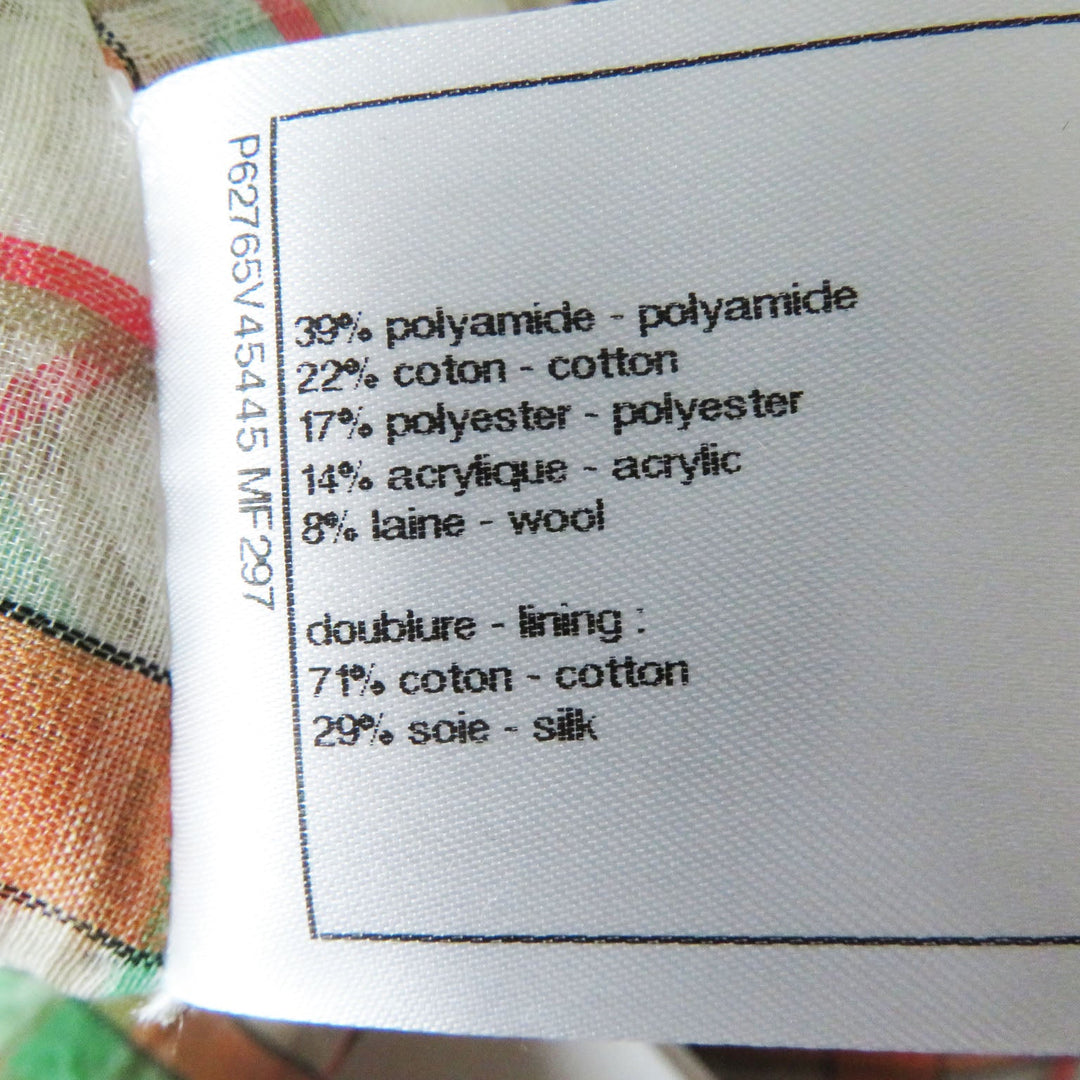 P62765V45445 MF297
39% polyamide - polyamide
22% coton - cotton
17% polyester - polyester
14% acrylique - acrylic
8% laine - wool
doublure - lining :
71% coton - cotton
29% soie - silk